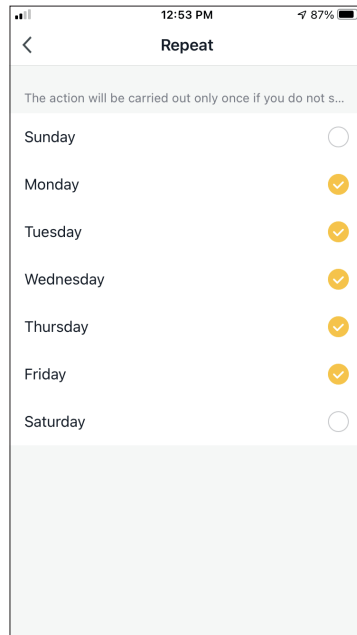 12:53 PM 87%
Repeat
The action will be carried out only once if you do not s...
Sunday
Monday
Tuesday
Wednesday
Thursday
Friday
Saturday